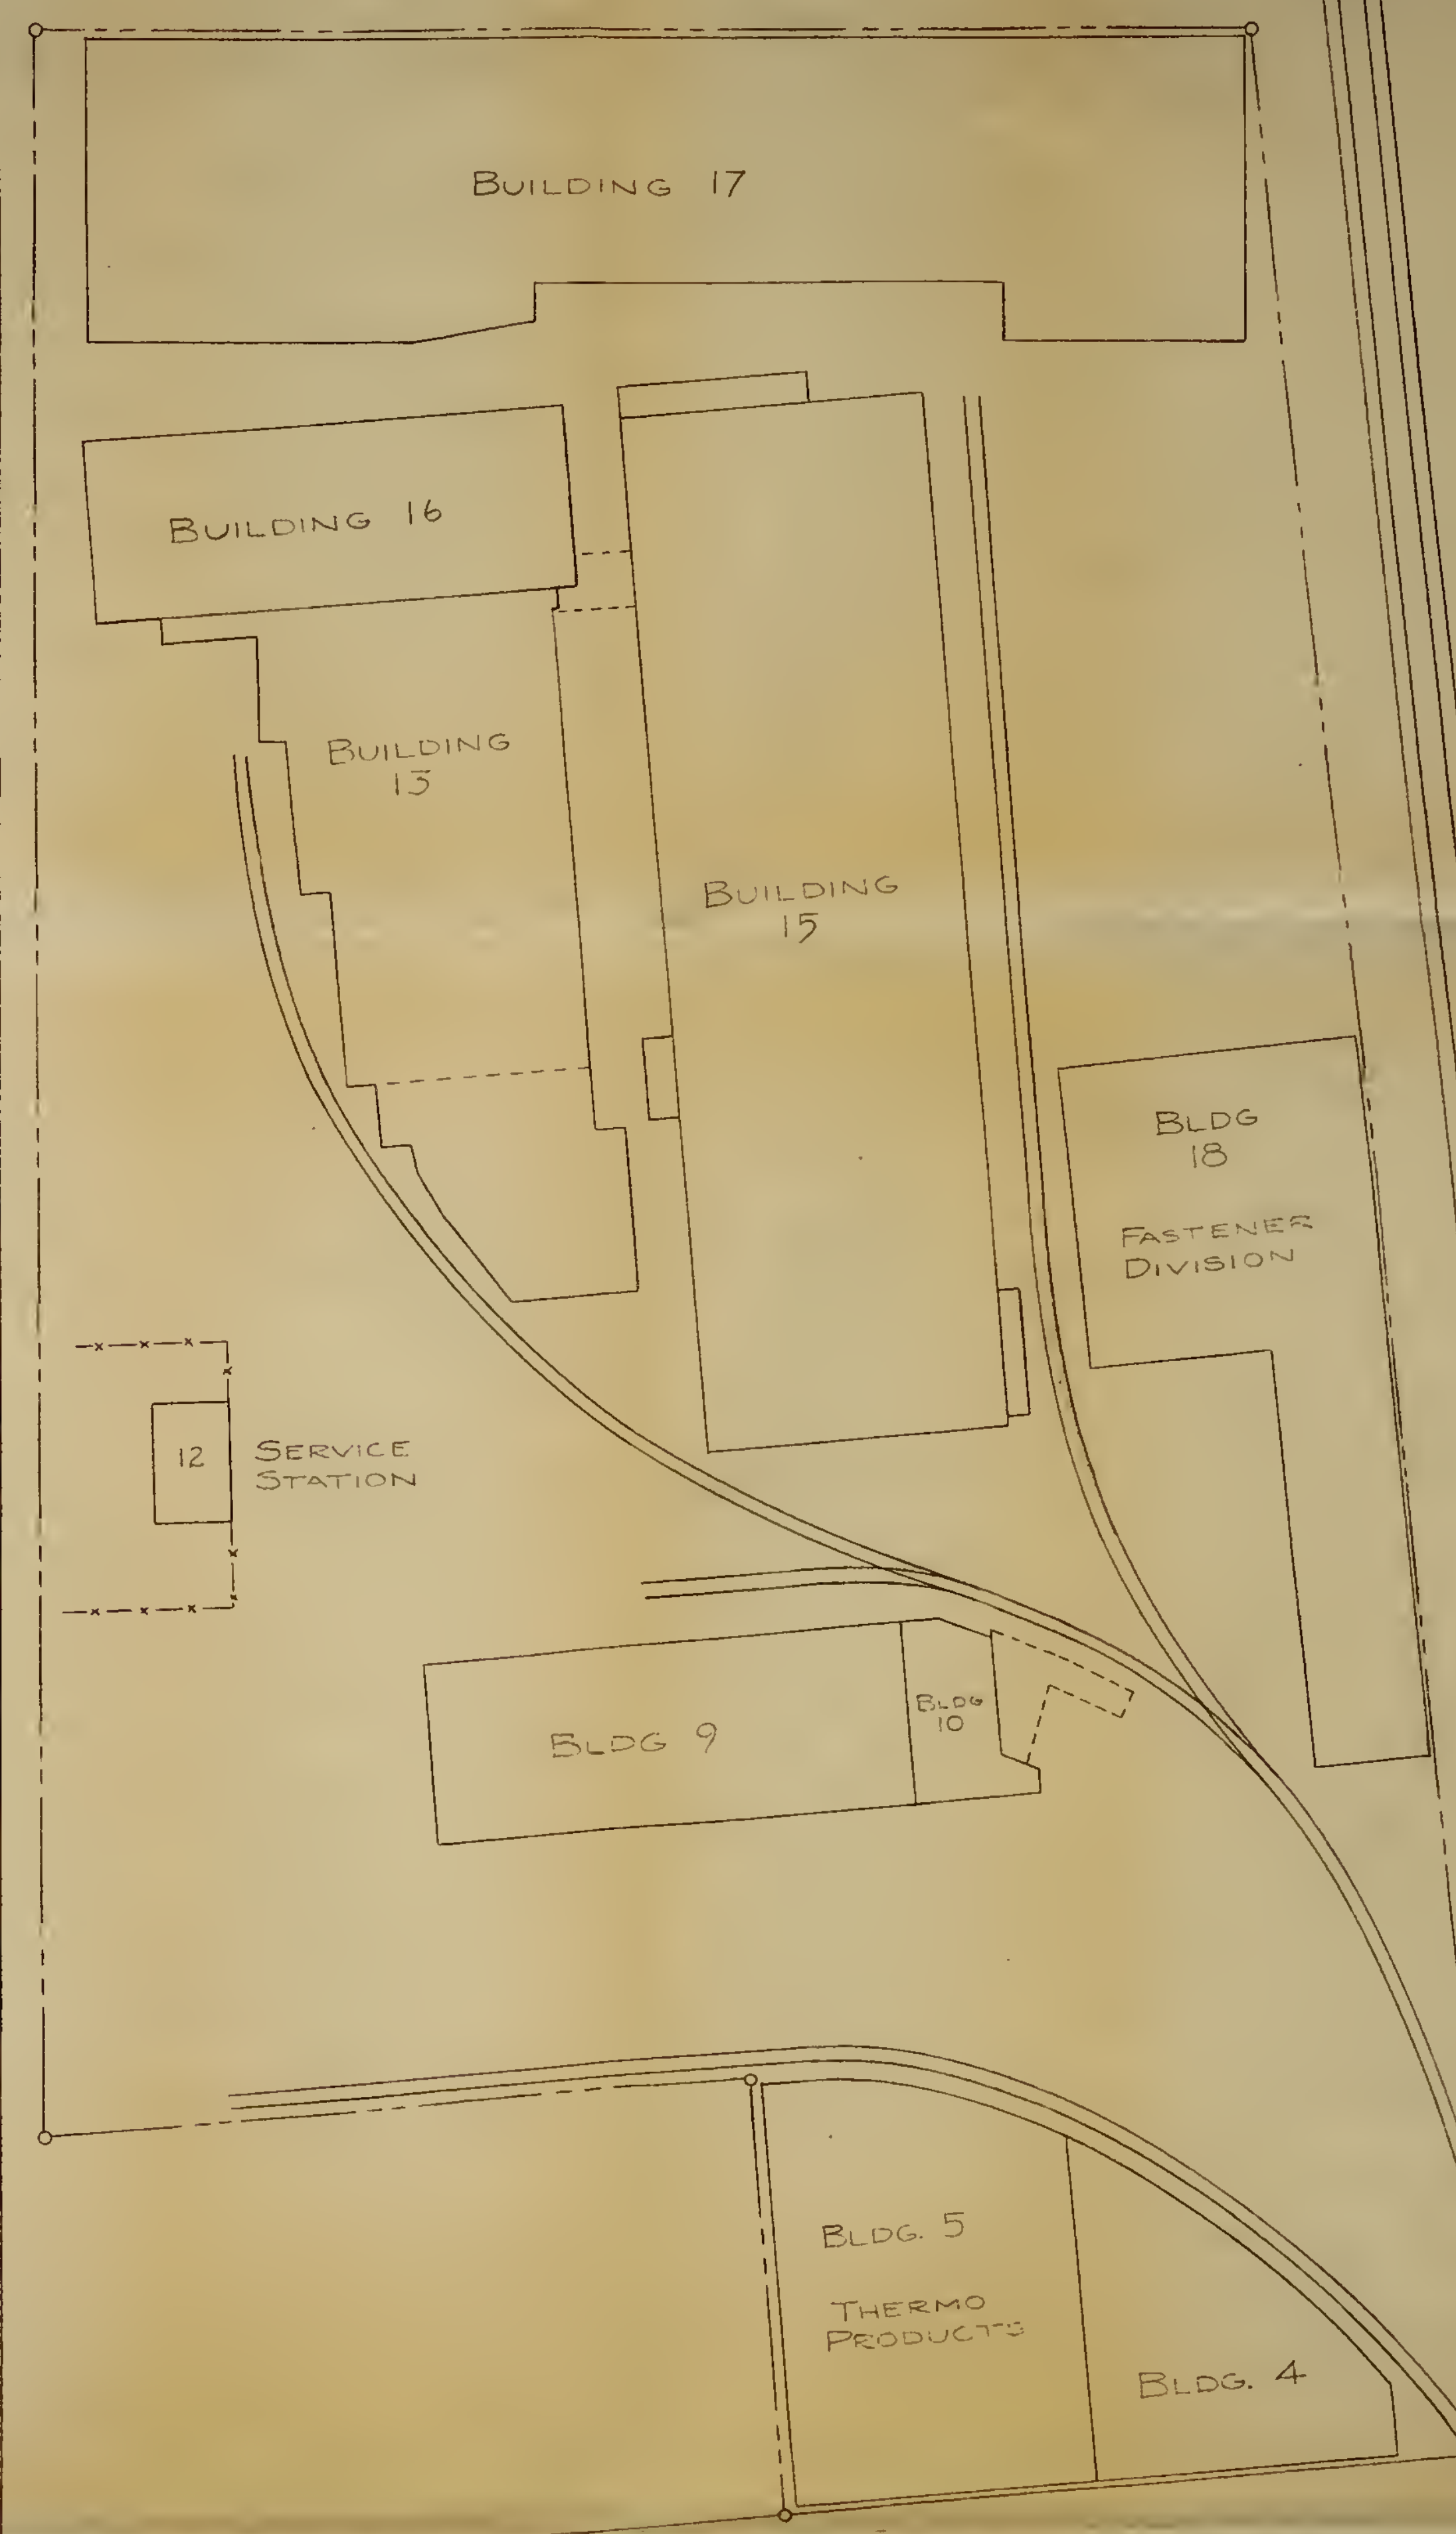 BUILDING 17
BUILDING 16
BUILDING
13
BUILDING
15
BLDG
18
FASTENER
DIVISION
12
SERVICE
STATION
BLDG
10
BLDG 9
BLDG. 5
THERMO
PRODUCTS
BLDG. 4